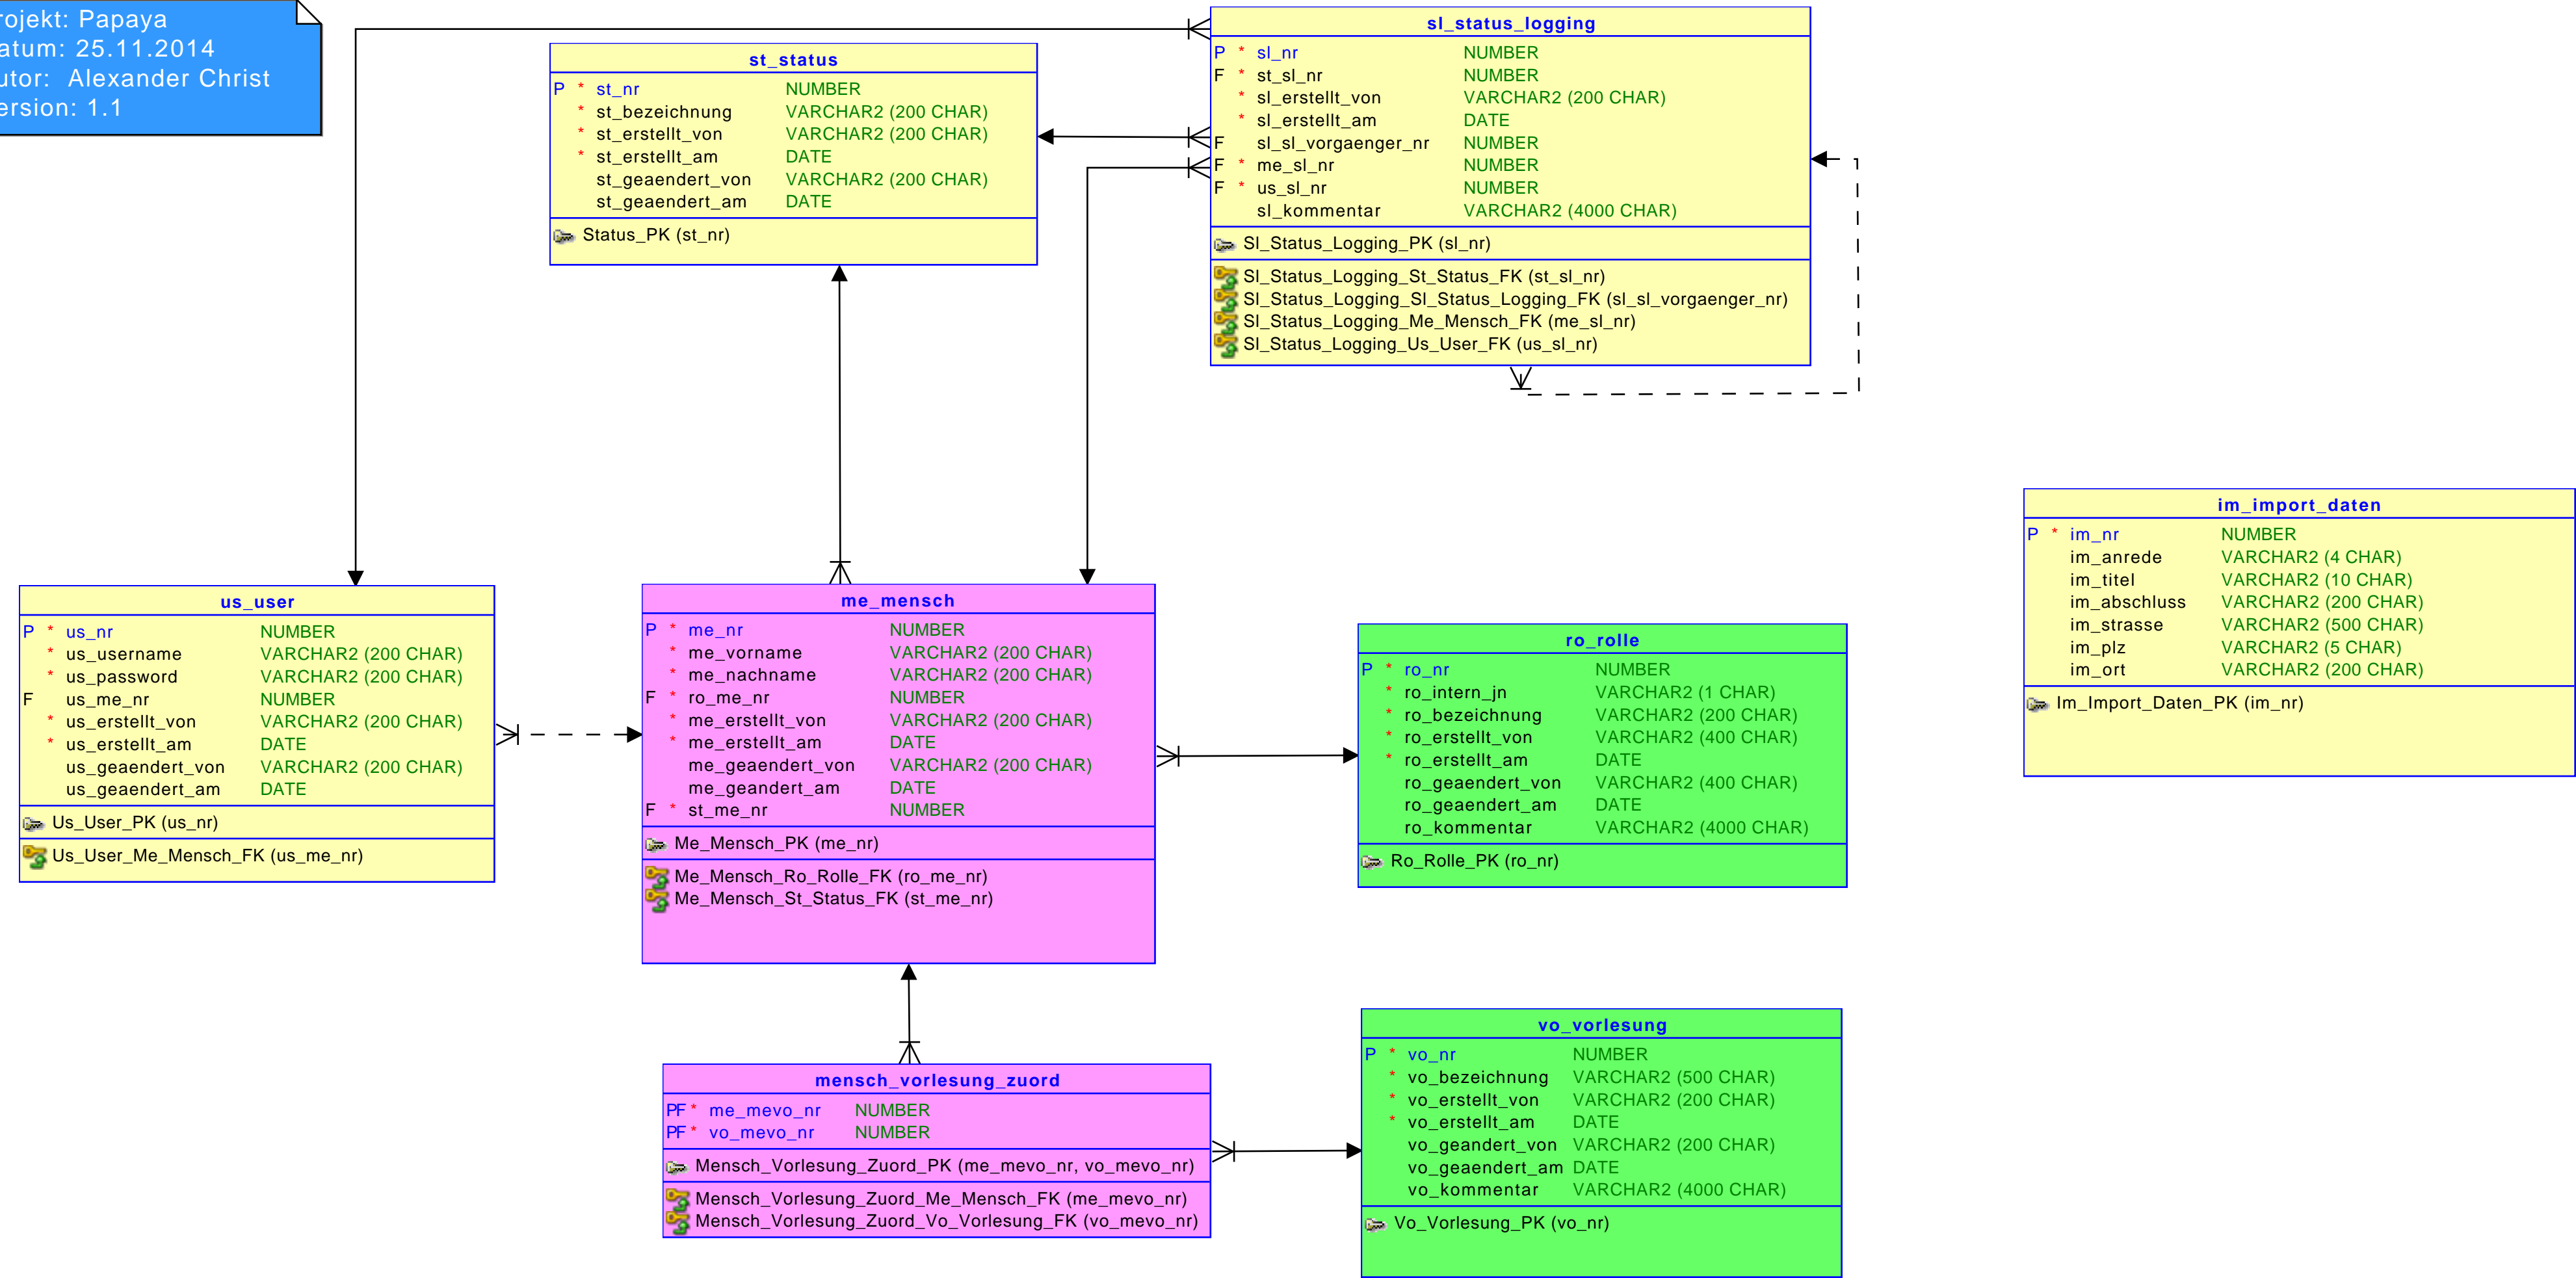 rojekt: Papaya
atum: 25.11.2014
utor: Alexander Christ
ersion: 1.1
st_status
P * st_nr NUMBER
* st_bezeichnung VARCHAR2 (200 CHAR)
* st_erstellt_von VARCHAR2 (200 CHAR)
* st_erstellt_am DATE
st_geaendert_von VARCHAR2 (200 CHAR)
st_geaendert_am DATE
Status_PK (st_nr)
sl_status_logging
P * sl_nr NUMBER
F * st_sl_nr NUMBER
* sl_erstellt_von VARCHAR2 (200 CHAR)
* sl_erstellt_am DATE
F sl_sl_vorgaenger_nr NUMBER
F * me_sl_nr NUMBER
F * us_sl_nr NUMBER
sl_kommentar VARCHAR2 (4000 CHAR)
Sl_Status_Logging_PK (sl_nr)
Sl_Status_Logging_St_Status_FK (st_sl_nr)
Sl_Status_Logging_Sl_Status_Logging_FK (sl_sl_vorgaenger_nr)
Sl_Status_Logging_Me_Mensch_FK (me_sl_nr)
Sl_Status_Logging_Us_User_FK (us_sl_nr)
im_import_daten
P * im_nr NUMBER
im_anrede VARCHAR2 (4 CHAR)
im_titel VARCHAR2 (10 CHAR)
im_abschluss VARCHAR2 (200 CHAR)
im_strasse VARCHAR2 (500 CHAR)
im_plz VARCHAR2 (5 CHAR)
im_ort VARCHAR2 (200 CHAR)
Im_Import_Daten_PK (im_nr)
us_user
P * us_nr NUMBER
* us_username VARCHAR2 (200 CHAR)
* us_password VARCHAR2 (200 CHAR)
F us_me_nr NUMBER
* us_erstellt_von VARCHAR2 (200 CHAR)
* us_erstellt_am DATE
us_geaendert_von VARCHAR2 (200 CHAR)
us_geaendert_am DATE
Us_User_PK (us_nr)
Us_User_Me_Mensch_FK (us_me_nr)
me_mensch
P * me_nr NUMBER
* me_vorname VARCHAR2 (200 CHAR)
* me_nachname VARCHAR2 (200 CHAR)
F * ro_me_nr NUMBER
* me_erstellt_von VARCHAR2 (200 CHAR)
* me_erstellt_am DATE
me_geaendert_von VARCHAR2 (200 CHAR)
me_geandert_am DATE
F * st_me_nr NUMBER
Me_Mensch_PK (me_nr)
Me_Mensch_Ro_Rolle_FK (ro_me_nr)
Me_Mensch_St_Status_FK (st_me_nr)
ro_rolle
P * ro_nr NUMBER
* ro_intern_jn VARCHAR2 (1 CHAR)
* ro_bezeichnung VARCHAR2 (200 CHAR)
* ro_erstellt_von VARCHAR2 (400 CHAR)
* ro_erstellt_am DATE
ro_geaendert_von VARCHAR2 (400 CHAR)
ro_geaendert_am DATE
ro_kommentar VARCHAR2 (4000 CHAR)
Ro_Rolle_PK (ro_nr)
mensch_vorlesung_zuord
PF * me_mevo_nr NUMBER
PF * vo_mevo_nr NUMBER
Mensch_Vorlesung_Zuord_PK (me_mevo_nr, vo_mevo_nr)
Mensch_Vorlesung_Zuord_Me_Mensch_FK (me_mevo_nr)
Mensch_Vorlesung_Zuord_Vo_Vorlesung_FK (vo_mevo_nr)
vo_vorlesung
P * vo_nr NUMBER
* vo_bezeichnung VARCHAR2 (500 CHAR)
* vo_erstellt_von VARCHAR2 (200 CHAR)
* vo_erstellt_am DATE
vo_geandert_von VARCHAR2 (200 CHAR)
vo_geaendert_am DATE
vo_kommentar VARCHAR2 (4000 CHAR)
Vo_Vorlesung_PK (vo_nr)